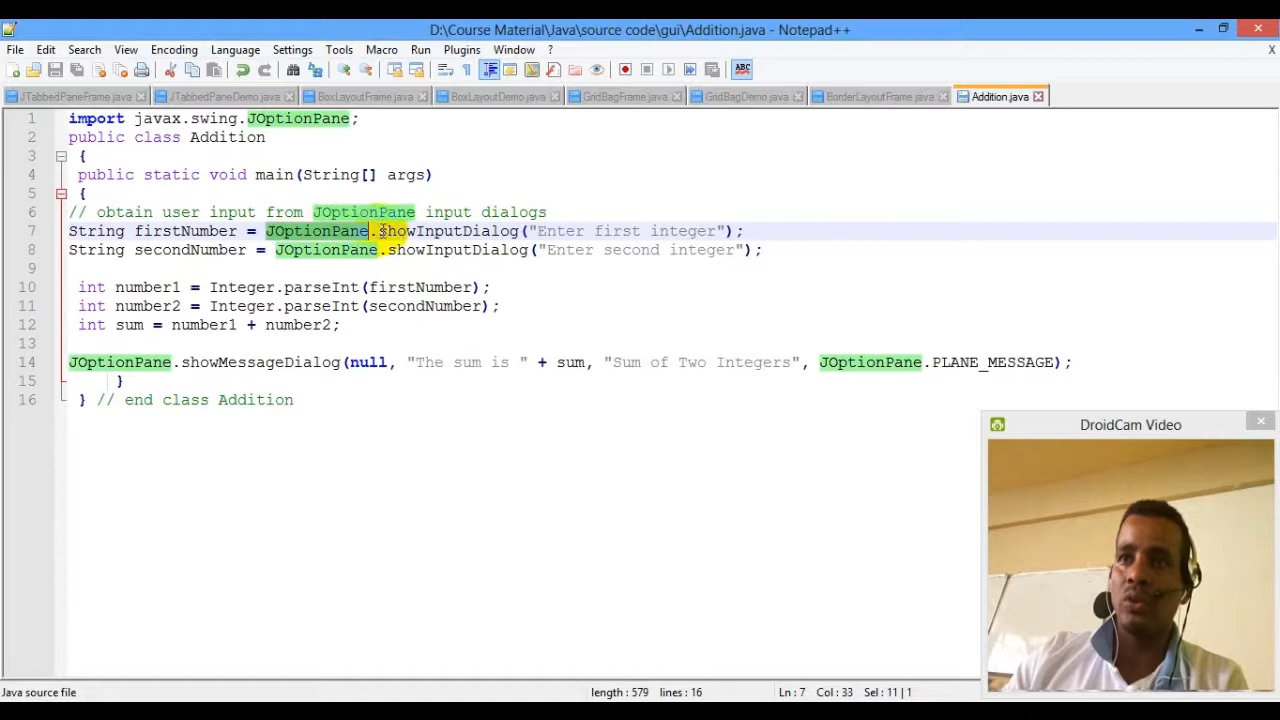 D:\Course Material\Java\source code\gui\Addition.java - Notepad++
File Edit Search View Encoding Language Settings Tools Macro Run Plugins Window ? X
JTabbedPaneFrame.java JTabbedPaneDemo.java BoxLayoutFrame.java BoxLayoutDemo.java GridBagFrame.java GridBagDemo.java BorderLayoutFrame.java Addition.java
1 import javax.swing.JOptionPane;
2 public class Addition
3 {
4 public static void main(String[] args)
5 {
6 // obtain user input from JOptionPane input dialogs
7 String firstNumber = JOptionPane.showInputDialog("Enter first integer");
8 String secondNumber = JOptionPane.showInputDialog("Enter second integer");
9
10 int number1 = Integer.parseInt(firstNumber);
11 int number2 = Integer.parseInt(secondNumber);
12 int sum = number1 + number2;
13
14 JOptionPane.showMessageDialog(null, "The sum is " + sum, "Sum of Two Integers", JOptionPane.PLANE_MESSAGE);
15 }
16 } // end class Addition
DroidCam Video
Java source file length : 579 lines : 16 Ln : 7 Col : 33 Sel : 11 | 1